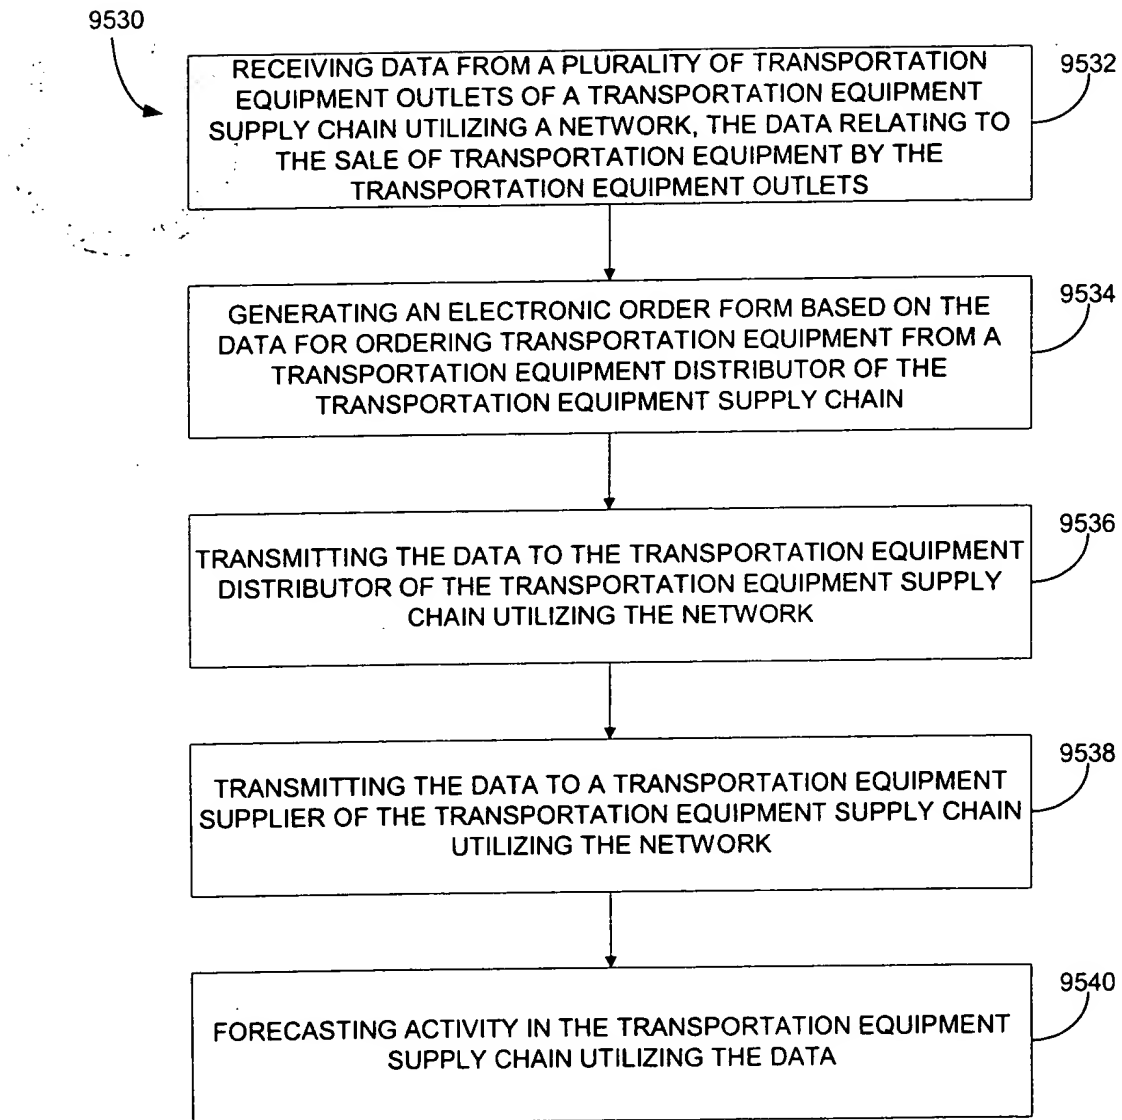 9530
RECEIVING DATA FROM A PLURALITY OF TRANSPORTATION
EQUIPMENT OUTLETS OF A TRANSPORTATION EQUIPMENT
SUPPLY CHAIN UTILIZING A NETWORK, THE DATA RELATING TO
THE SALE OF TRANSPORTATION EQUIPMENT BY THE
TRANSPORTATION EQUIPMENT OUTLETS
9532
GENERATING AN ELECTRONIC ORDER FORM BASED ON THE
DATA FOR ORDERING TRANSPORTATION EQUIPMENT FROM A
TRANSPORTATION EQUIPMENT DISTRIBUTOR OF THE
TRANSPORTATION EQUIPMENT SUPPLY CHAIN
9534
TRANSMITTING THE DATA TO THE TRANSPORTATION EQUIPMENT
DISTRIBUTOR OF THE TRANSPORTATION EQUIPMENT SUPPLY
CHAIN UTILIZING THE NETWORK
9536
TRANSMITTING THE DATA TO A TRANSPORTATION EQUIPMENT
SUPPLIER OF THE TRANSPORTATION EQUIPMENT SUPPLY CHAIN
UTILIZING THE NETWORK
9538
FORECASTING ACTIVITY IN THE TRANSPORTATION EQUIPMENT
SUPPLY CHAIN UTILIZING THE DATA
9540